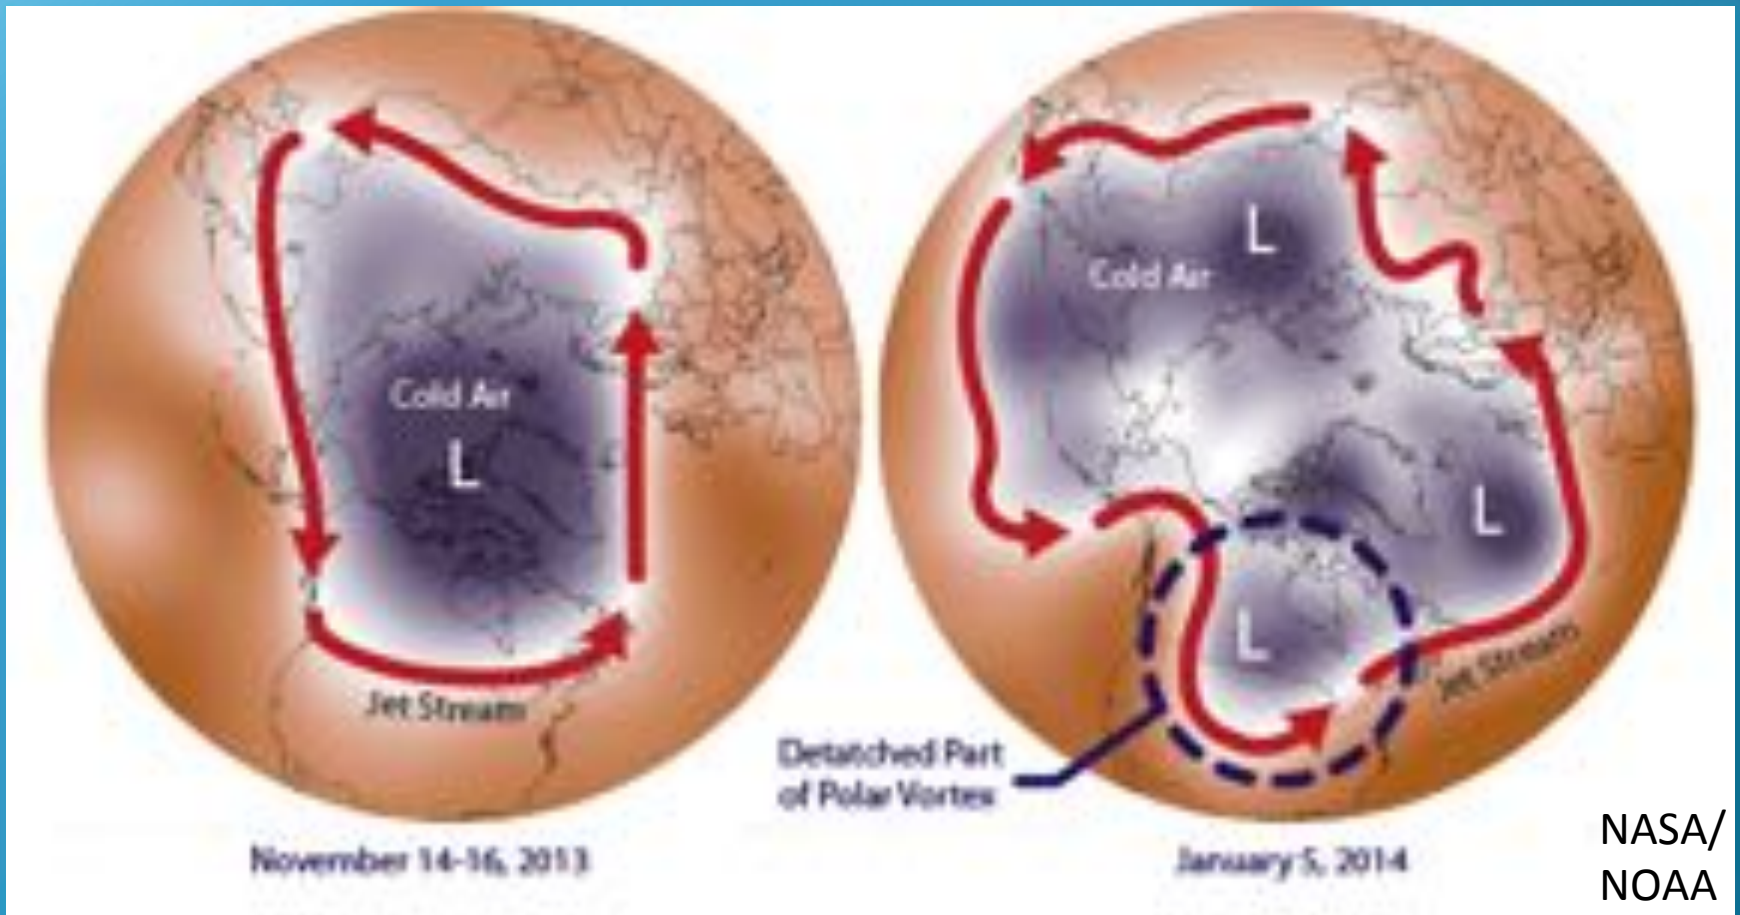 Cold Air
L
Jet Stream
November 14-16, 2013
L
Cold Air
L
L
Jet Stream
Detatched Part
of Polar Vortex
January 5, 2014
NASA/
NOAA